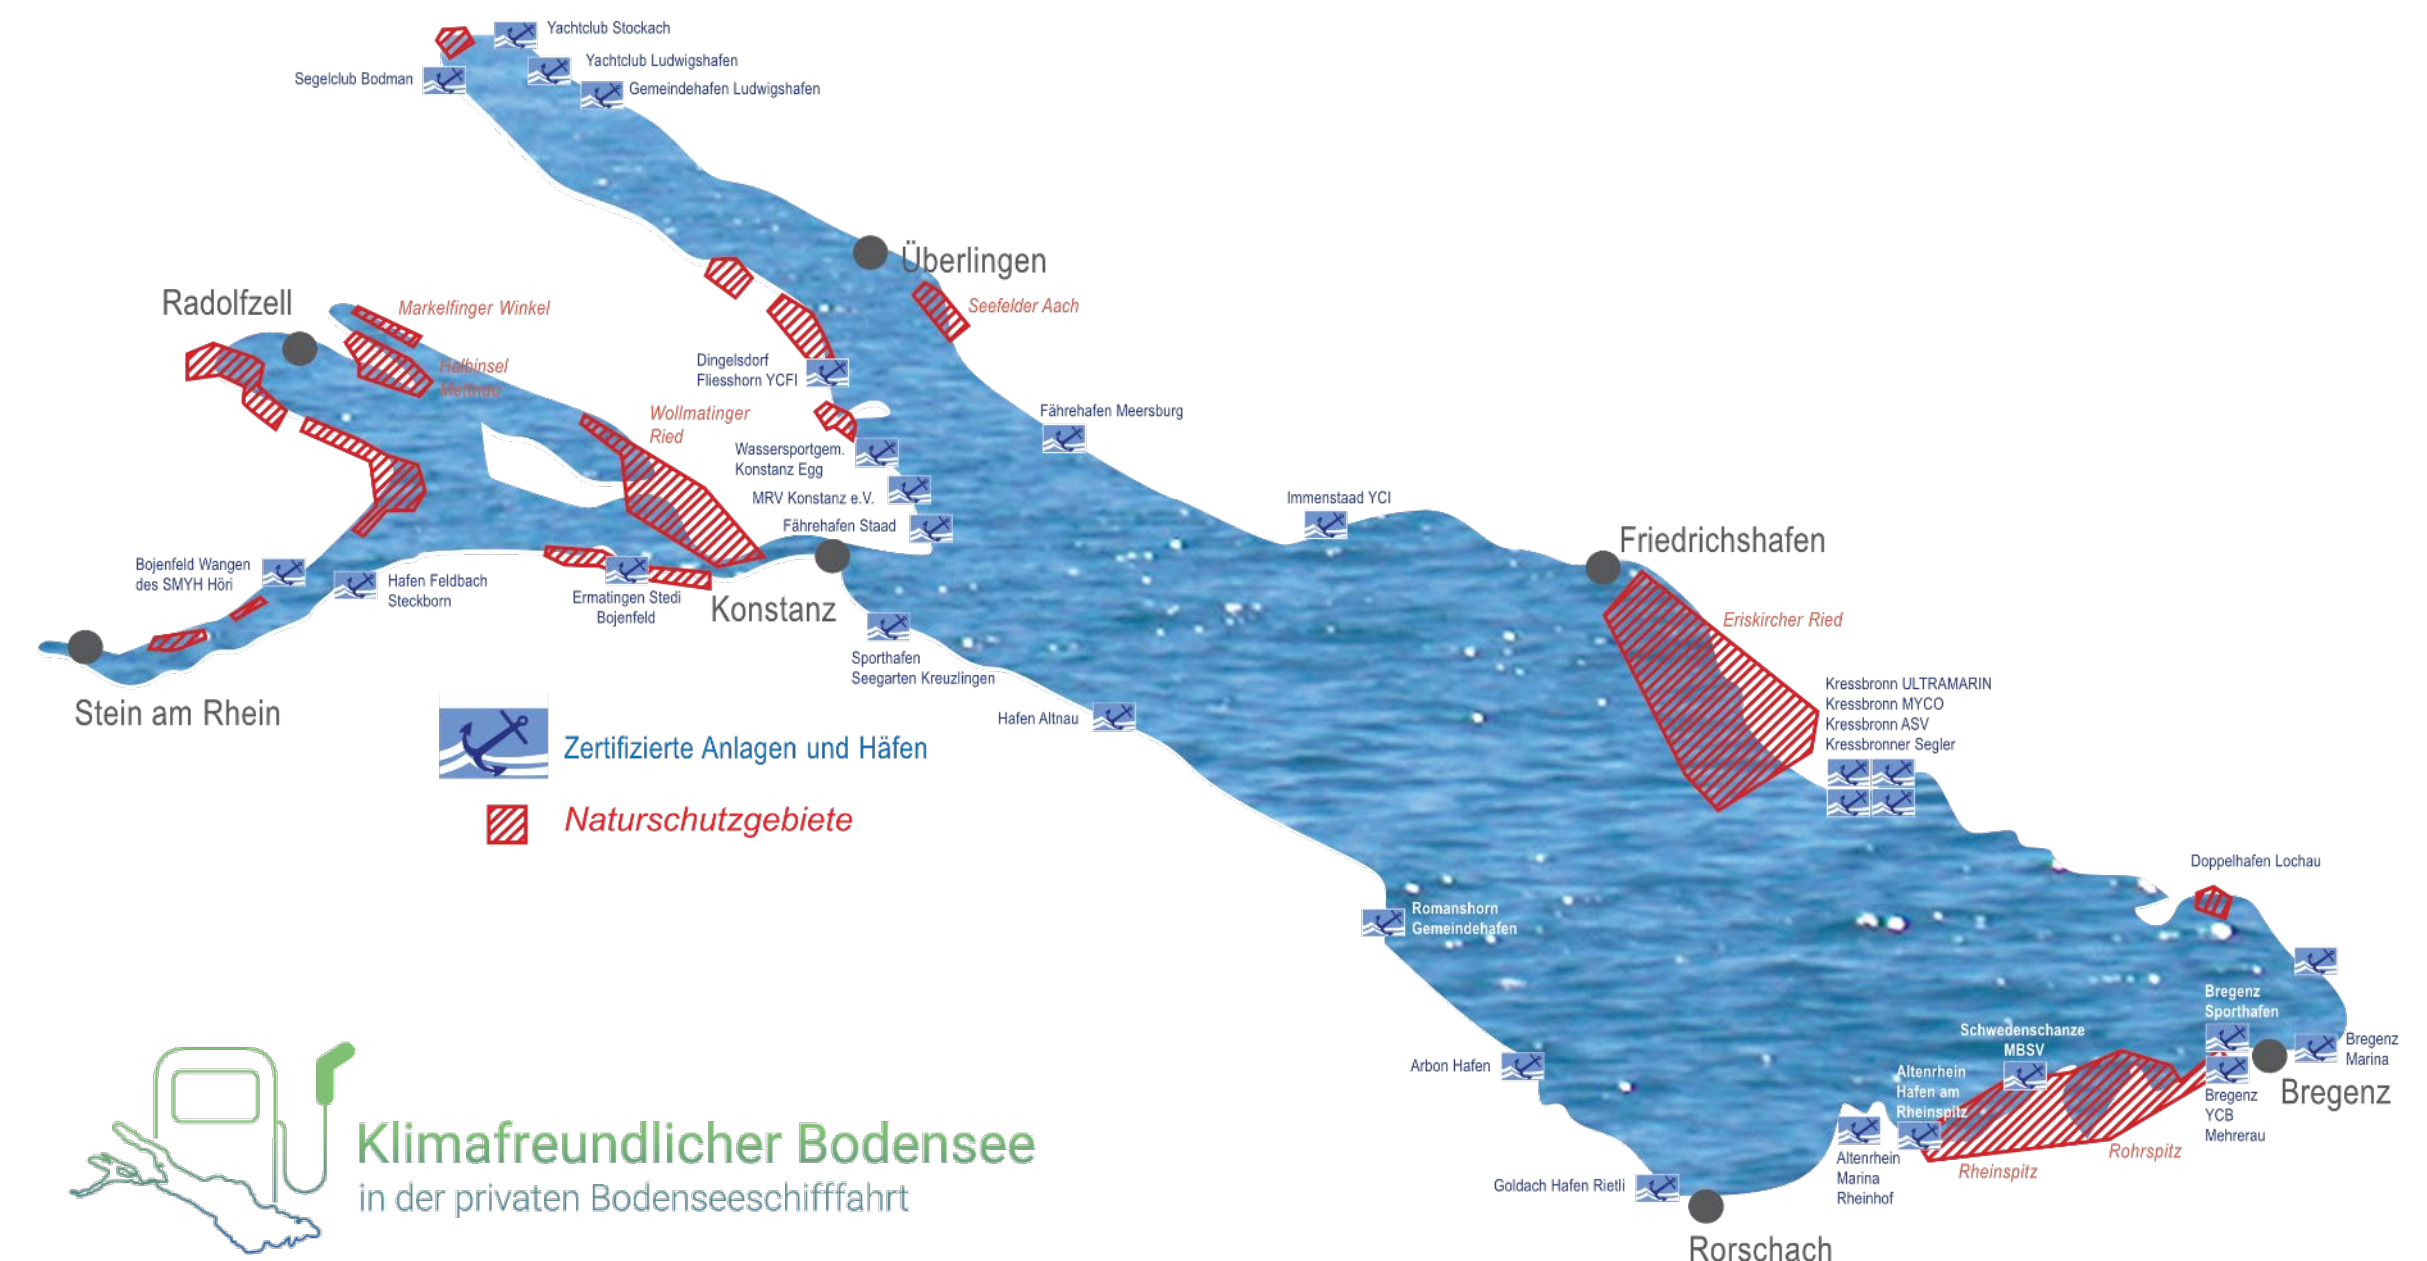 Yachtclub Stockach
Yachtclub Ludwigshafen
Segelclub Bodman
Gemeindehafen Ludwigshafen
Überlingen
Radolfzell
Markelfinger Winkel
Seefelder Aach
Halbinsel
Mettnau
Dingelsdorf
Fliesshorn YCFI
Wollmatinger
Ried
Fährehafen Meersburg
Wassersportgem.
Konstanz Egg
MRV Konstanz e.V.
Fährehafen Staad
Immenstaad YCI
Friedrichshafen
Bojenfeld Wangen
des SMYH Höri
Hafen Feldbach
Steckborn
Ermatingen Stedi
Bojenfeld
Konstanz
Eriskircher Ried
Sporthafen
Seegarten Kreuzlingen
Stein am Rhein
Hafen Altnau
Kressbronn ULTRAMARIN
Kressbronn MYCO
Kressbronn ASV
Kressbronner Segler
Zertifizierte Anlagen und Häfen
Naturschutzgebiete
Doppelhafen Lochau
Romanshorn
Gemeindehafen
Bregenz
Sporthafen
Schwedenschanze
MBSV
Bregenz
Marina
Arbon Hafen
Altenrhein
Hafen am
Rheinspitz
Bregenz
Bregenz
YCB
Mehrerau
Rohrspitz
Rheinspitz
Altenrhein
Marina
Rheinhof
Goldach Hafen Rietli
Rorschach
Klimafreundlicher Bodensee
in der privaten Bodenseeschifffahrt